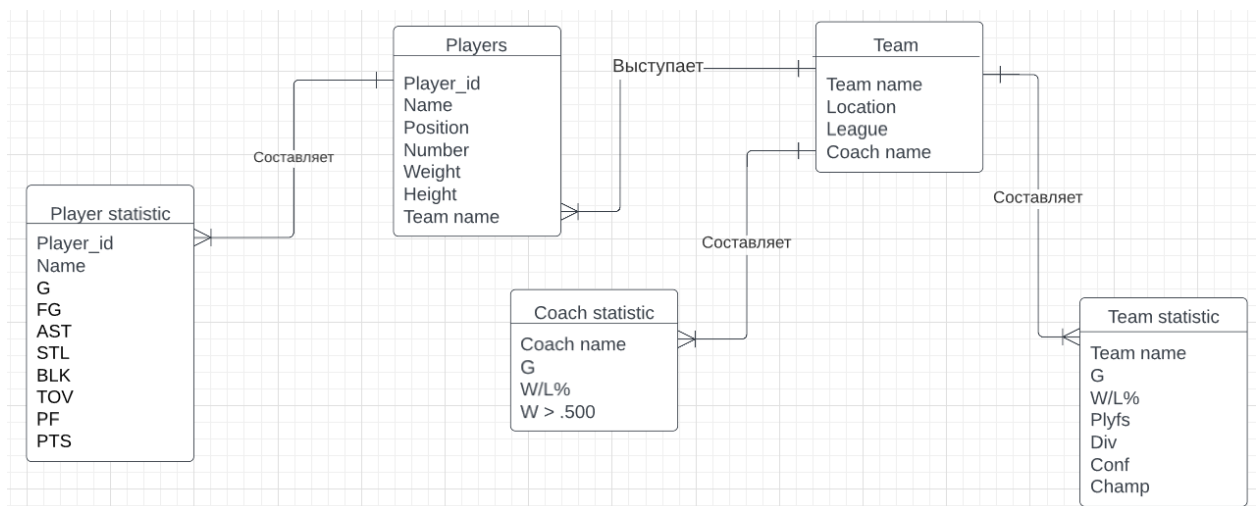 Players
Player_id
Name
Position
Number
Weight
Height
Team name
Выступает
Team
Team name
Location
League
Coach name
Составляет
Player statistic
Player_id
Name
G
FG
AST
STL
BLK
TOV
PF
PTS
Составляет
Coach statistic
Coach name
G
W/L%
W > .500
Составляет
Team statistic
Team name
G
W/L%
Plyfs
Div
Conf
Champ